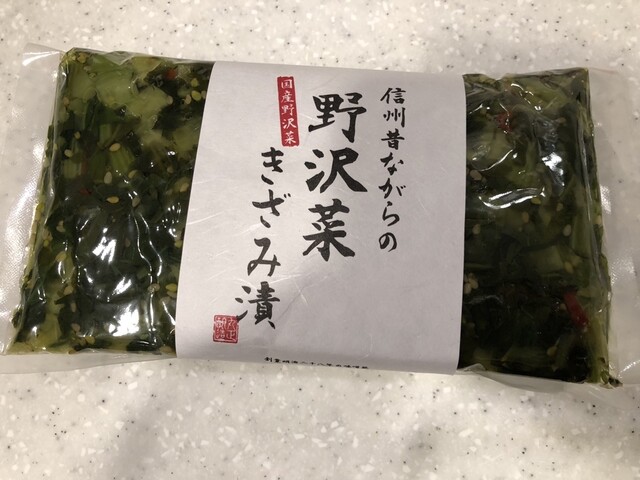 信州昔ながらの
野沢菜
きざみ漬
国産野沢菜